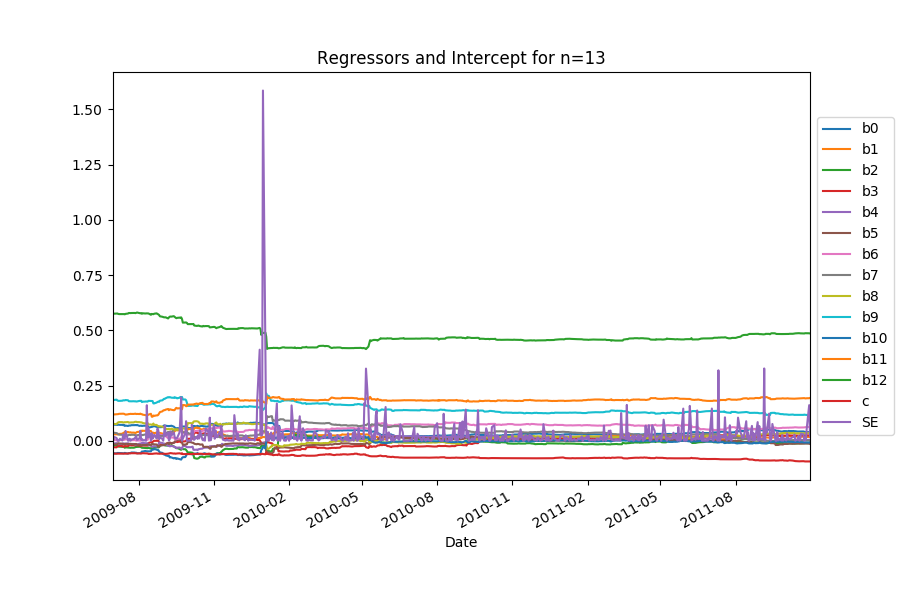 Regressors and Intercept for n=13
1.50
1.25
1.00
0.75
0.50
0.25
0.00
2009-08
2009-11
2010-02
2010-05
2010-08
2010-11
2011-02
2011-05
2011-08
Date
b0
b1
b2
b3
b4
b5
b6
b7
b8
b9
b10
b11
b12
c
SE